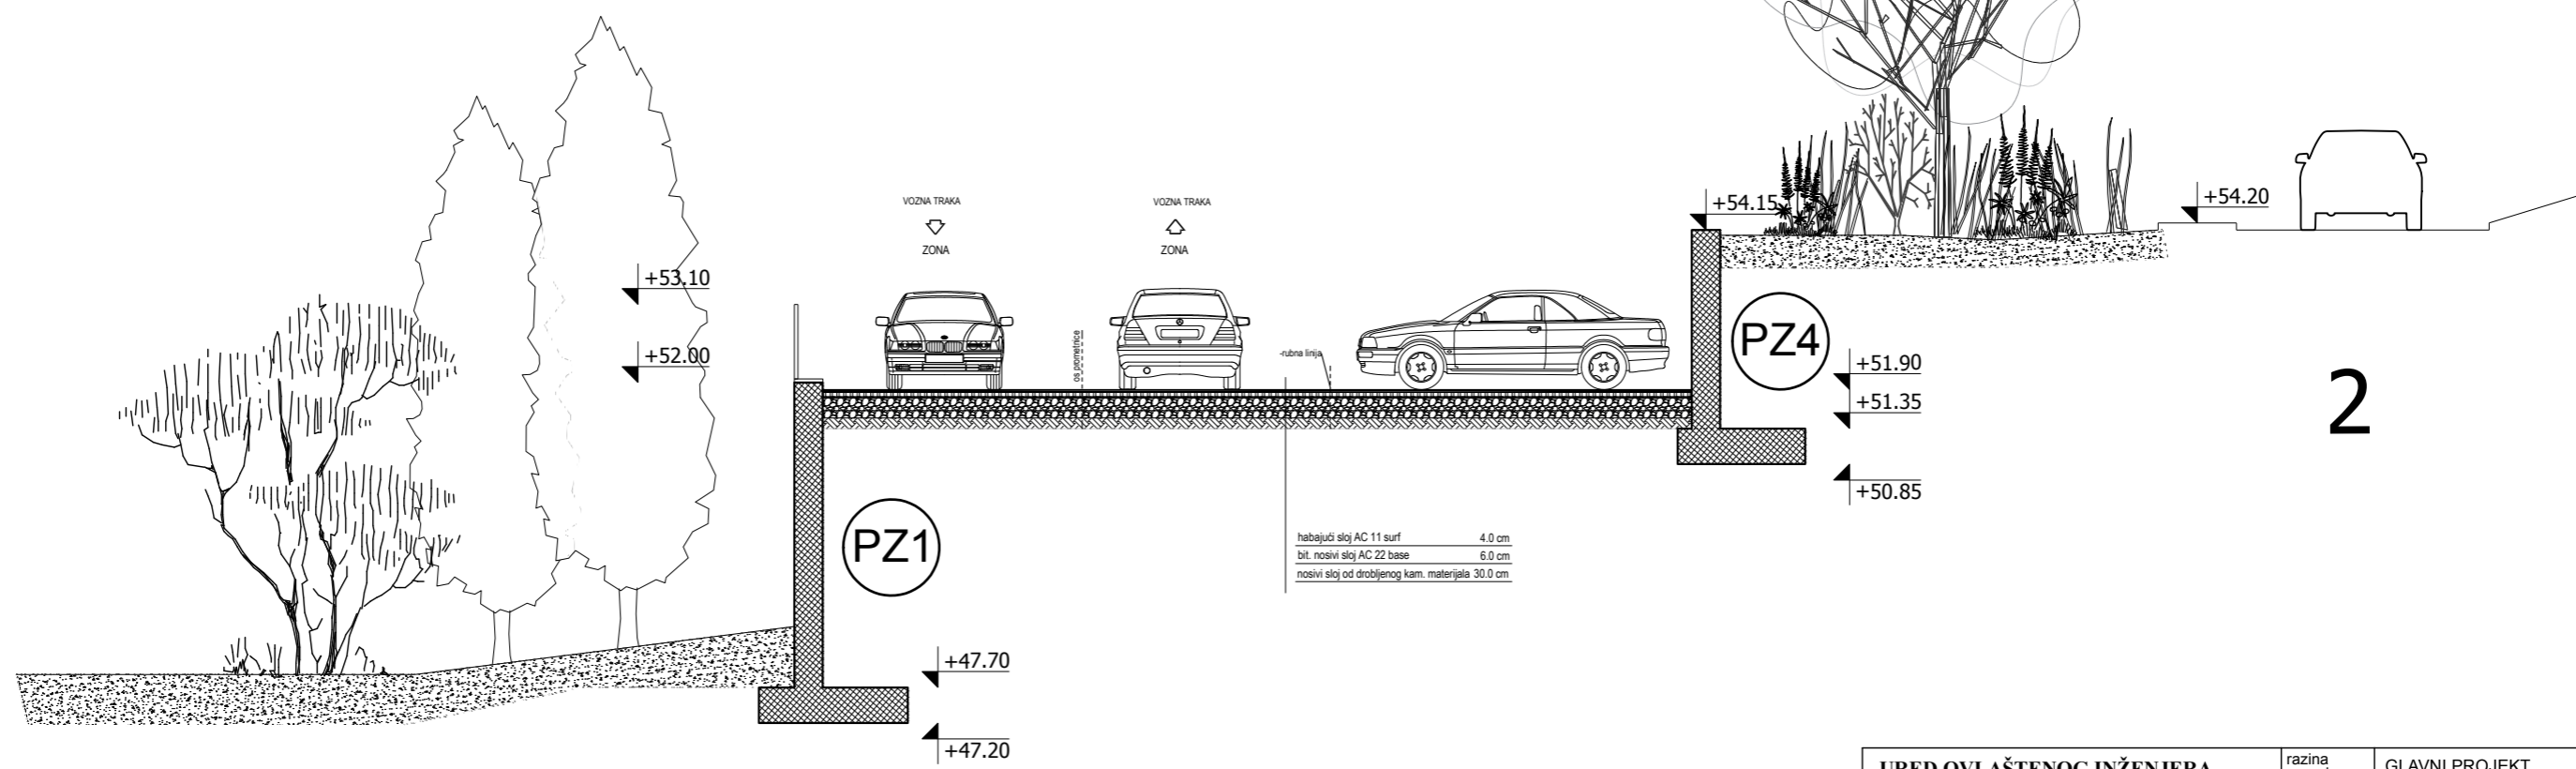 VOZNA TRAKA
ZONA
VOZNA TRAKA
ZONA
+54.15
+54.20
+53.10
+52.00
os prometnice
-rubna linija
PZ4
+51.90
+51.35
+50.85
2
PZ1
habajući sloj AC 11 surf 4.0 cm
bit. nosivi sloj AC 22 base 6.0 cm
nosivi sloj od drobljenog kam. materijala 30.0 cm
+47.70
+47.20
URED OVLAŠTENOG INŽENJERA
razina
GLAVNI PROJEKT